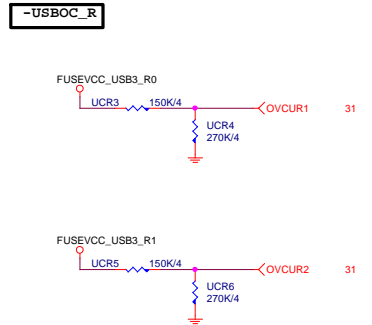 -USBOC_R
FUSEVCC_USB3_R0
UCR3 150K/4
OVCUR1 31
UCR4
270K/4
FUSEVCC_USB3_R1
UCR5 150K/4
OVCUR2 31
UCR6
270K/4